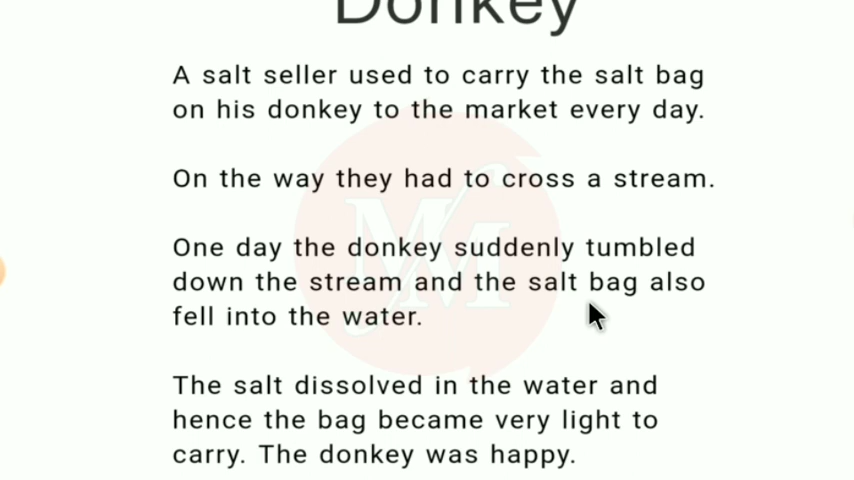 Donkey
A salt seller used to carry the salt bag
on his donkey to the market every day.
On the way they had to cross a stream.
One day the donkey suddenly tumbled
down the stream and the salt bag also
fell into the water.
The salt dissolved in the water and
hence the bag became very light to
carry. The donkey was happy.